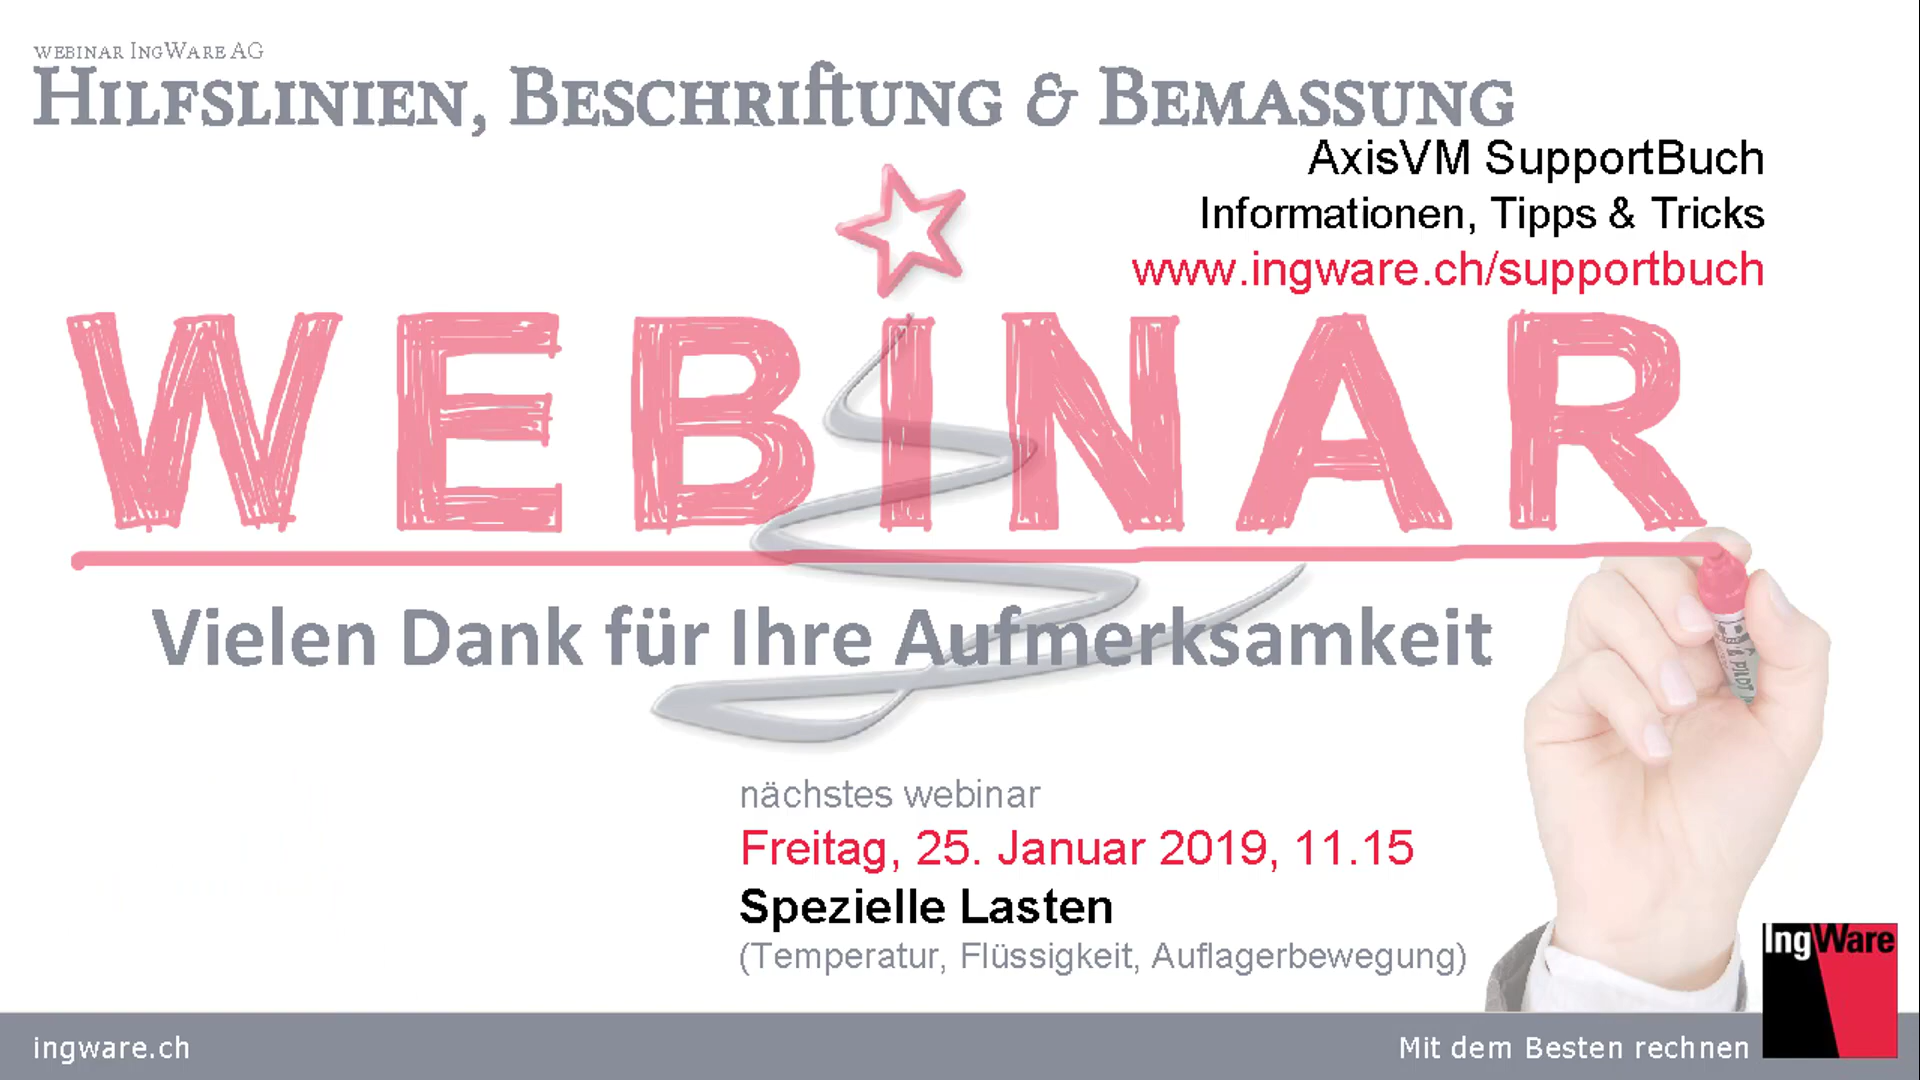 WEBINAR INGWARE AG
HILFSLINIEN, BESCHRIFTUNG & BEMASSUNG
AxisVM SupportBuch
Informationen, Tipps & Tricks
www.ingware.ch/supportbuch
WEBINAR
Vielen Dank für Ihre Aufmerksamkeit
PILOT
nächstes webinar
Freitag, 25. Januar 2019, 11.15
Spezielle Lasten
(Temperatur, Flüssigkeit, Auflagerbewegung)
IngWare
ingware.ch
Mit dem Besten rechnen